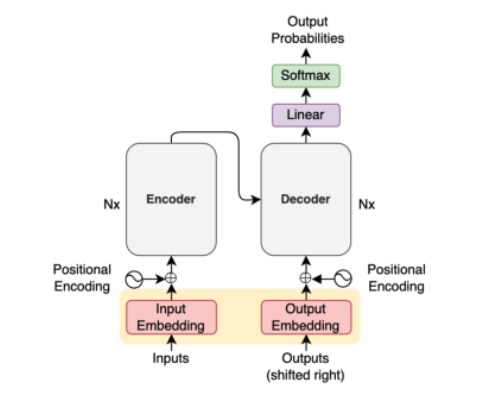 Output
Probabilities
Softmax
Linear
Encoder
Decoder
Nx
Nx
Positional
Encoding
Positional
Encoding
Input
Embedding
Output
Embedding
Inputs
Outputs
(shifted right)